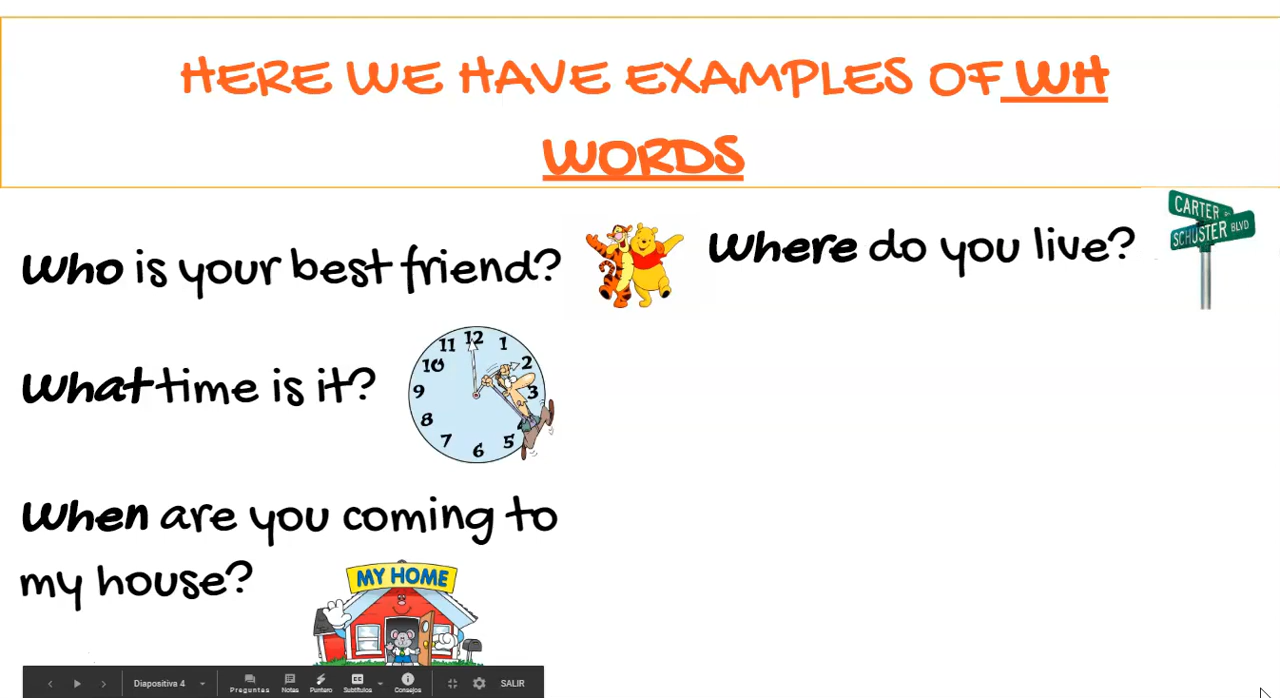 HERE WE HAVE EXAMPLES OF WH
WORDS
Who is your best friend?
What time is it?
11 12 1
10 2
9 3
8
7 6 5
When are you coming to
my house?
MY HOME
Where do you live?
CARTER
SCHUSTER BLVD
Diapositiva 4
Preguntas Notas Puntero Subtítulos Consejos
CC
SALIR